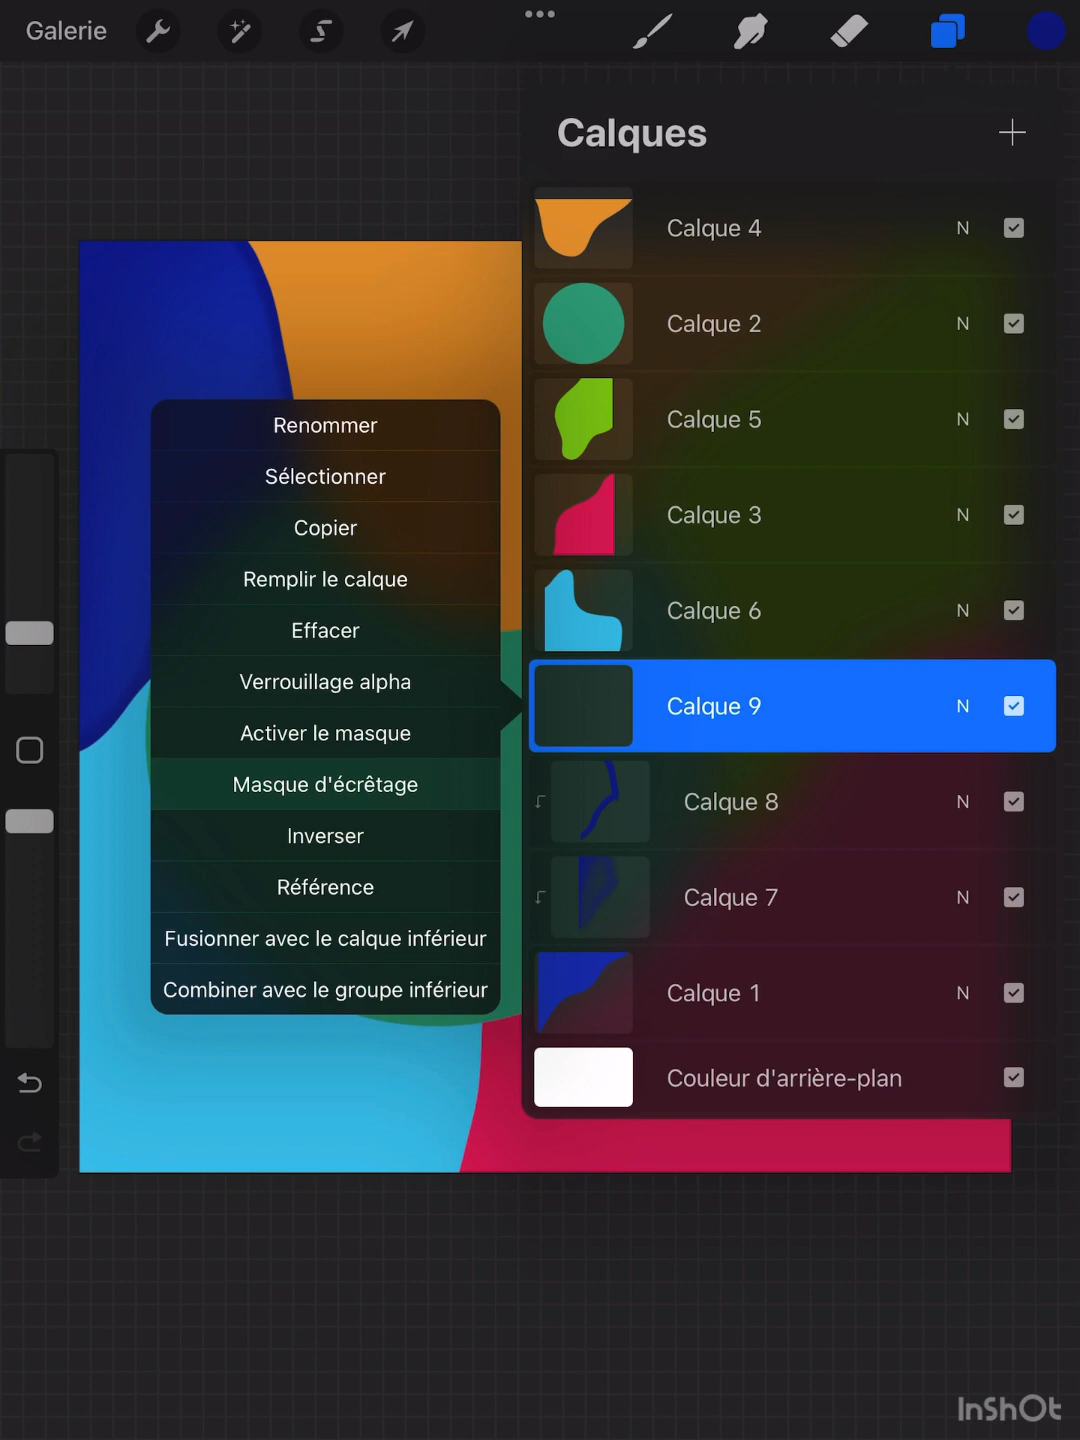 Galerie
Calques
Calque 4 N
Calque 2 N
Calque 5 N
Calque 3 N
Calque 6 N
Calque 9 N
Calque 8 N
Calque 7 N
Calque 1 N
Couleur d'arrière-plan
Renommer
Sélectionner
Copier
Remplir le calque
Effacer
Verrouillage alpha
Activer le masque
Masque d'écrêtage
Inverser
Référence
Fusionner avec le calque inférieur
Combiner avec le groupe inférieur
InShOt